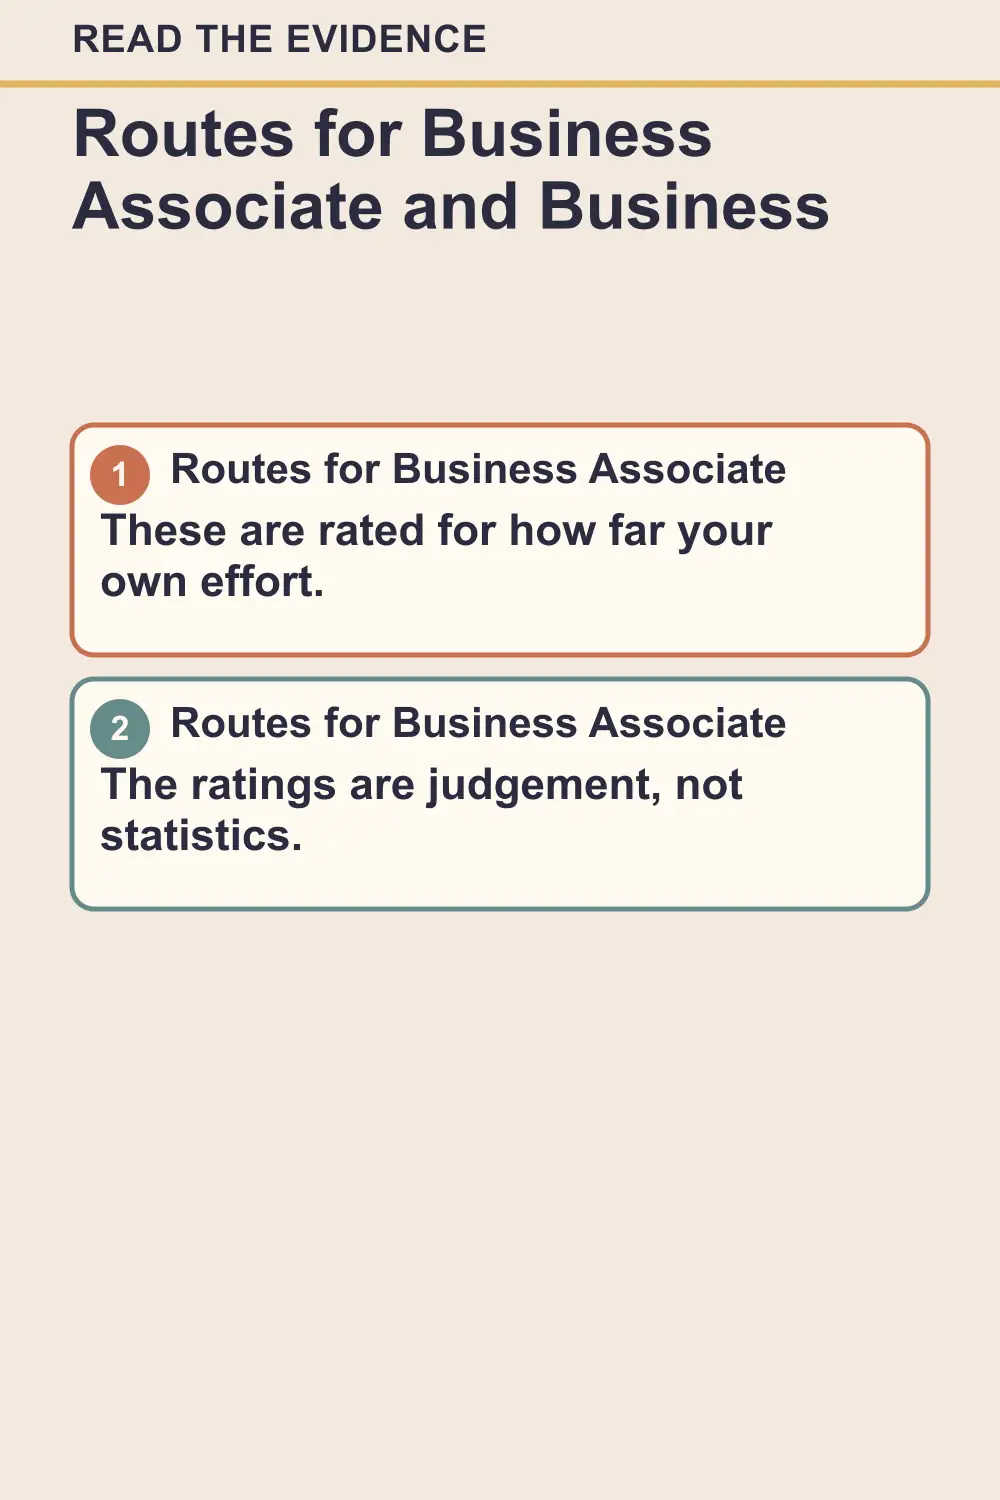 READ THE EVIDENCE
Routes for Business
Associate and Business
1 Routes for Business Associate
These are rated for how far your
own effort.
2 Routes for Business Associate
The ratings are judgement, not
statistics.